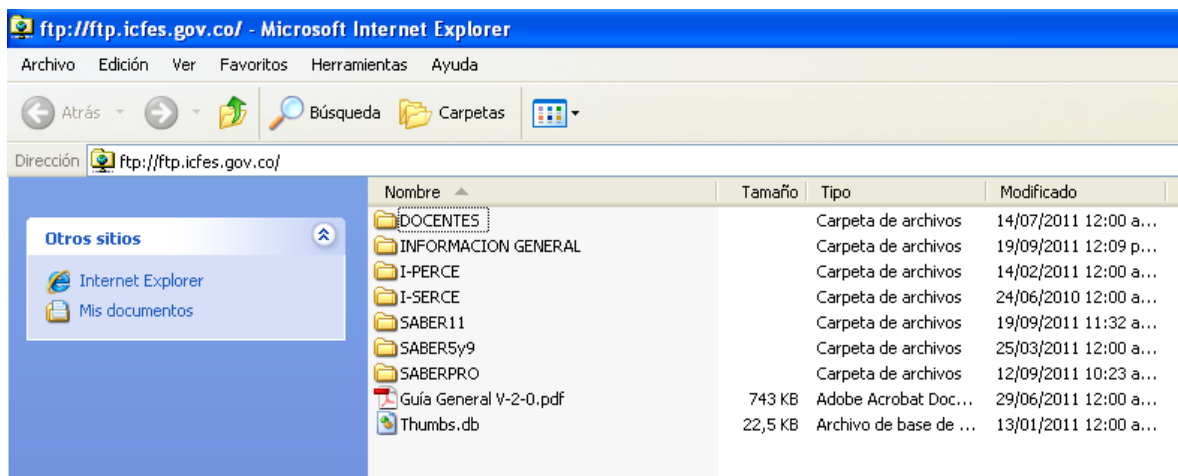 ftp://ftp.icfes.gov.co/ - Microsoft Internet Explorer
Archivo Edición Ver Favoritos Herramientas Ayuda
Atrás Búsqueda Carpetas
Dirección ftp://ftp.icfes.gov.co/
Nombre Tamaño Tipo Modificado
Otros sitios
Internet Explorer
Mis documentos
DOCENTES Carpeta de archivos 14/07/2011 12:00 a...
INFORMACION GENERAL Carpeta de archivos 19/09/2011 12:09 p...
I-PERCE Carpeta de archivos 14/02/2011 12:00 a...
I-SERCE Carpeta de archivos 24/06/2010 12:00 a...
SABER11 Carpeta de archivos 19/09/2011 11:32 a...
SABER5y9 Carpeta de archivos 25/03/2011 12:00 a...
SABERPRO Carpeta de archivos 12/09/2011 10:23 a...
Guía General V-2-0.pdf 743 KB Adobe Acrobat Doc... 29/06/2011 12:00 a...
Thumbs.db 22,5 KB Archivo de base de ... 13/01/2011 12:00 a...